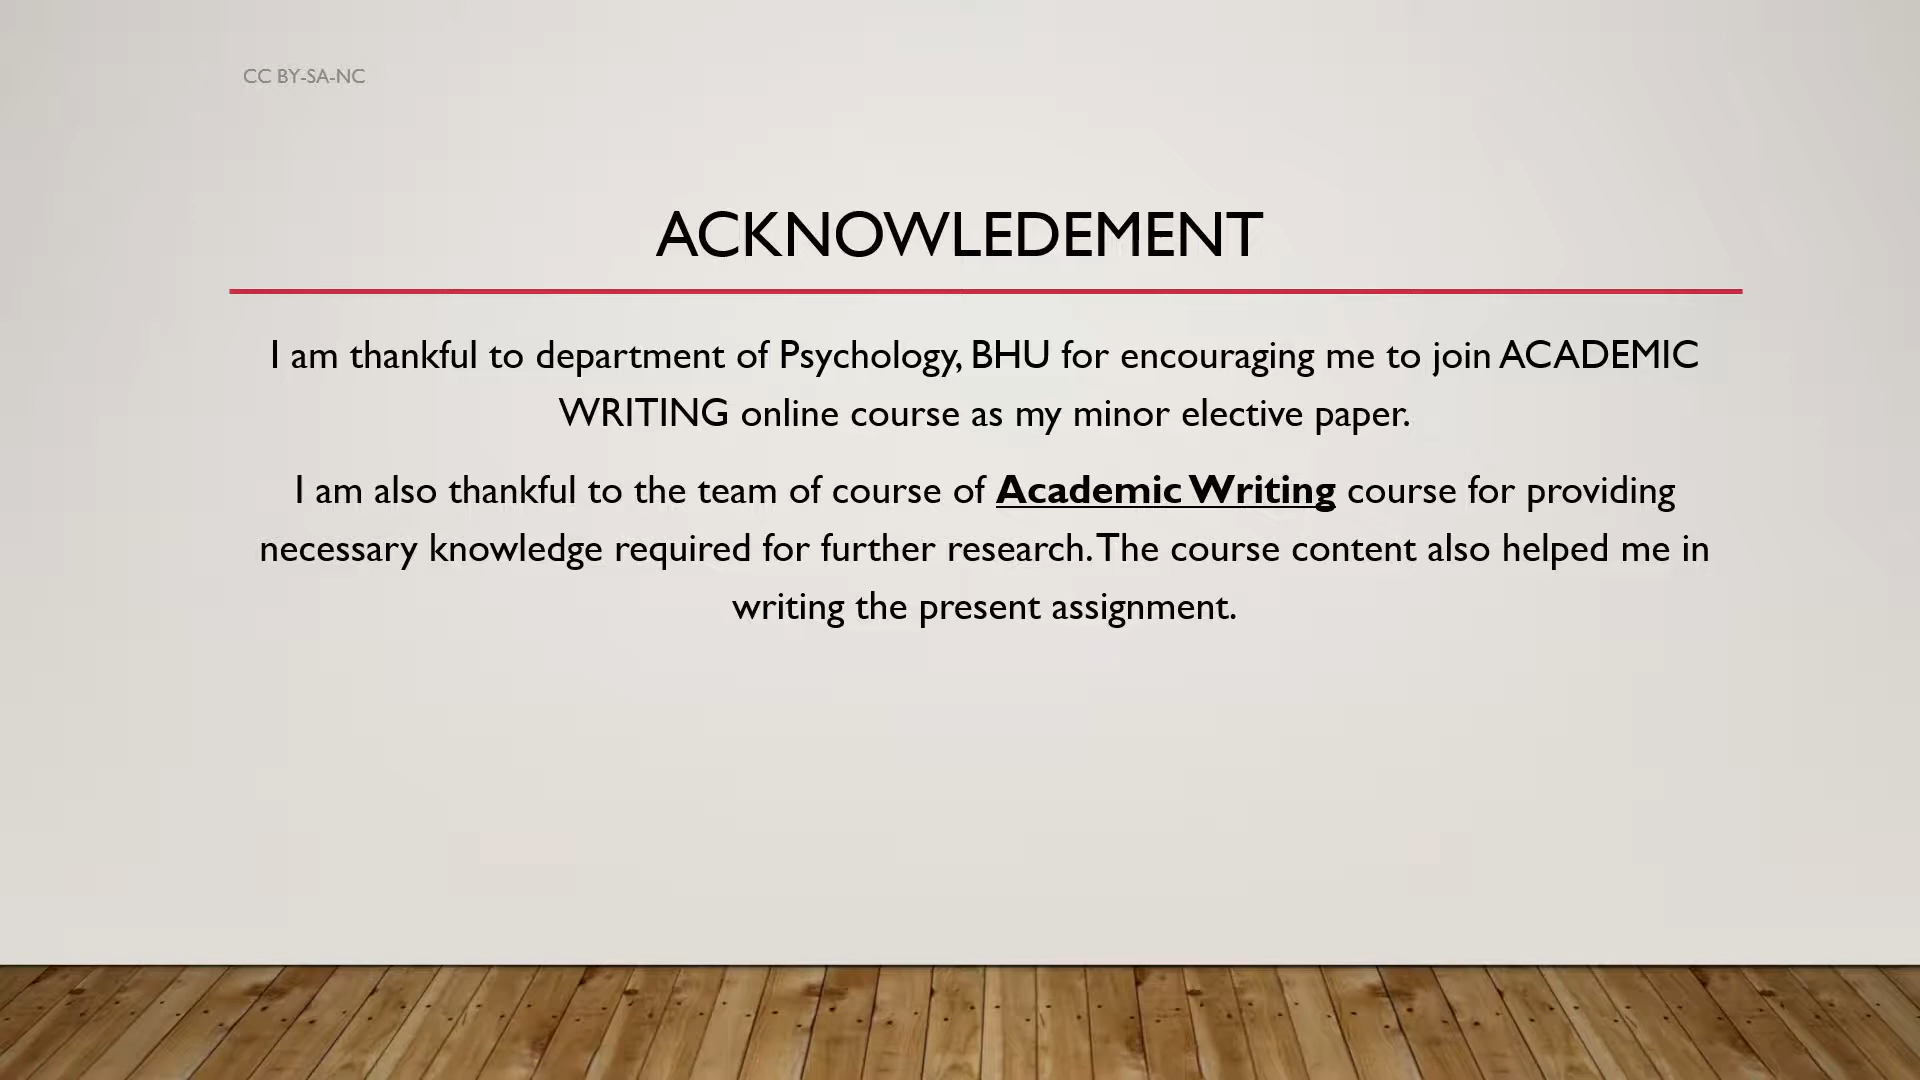 CC BY-SA-NC
ACKNOWLEDEMENT
I am thankful to department of Psychology, BHU for encouraging me to join ACADEMIC
WRITING online course as my minor elective paper.
I am also thankful to the team of course of Academic Writing course for providing
necessary knowledge required for further research. The course content also helped me in
writing the present assignment.